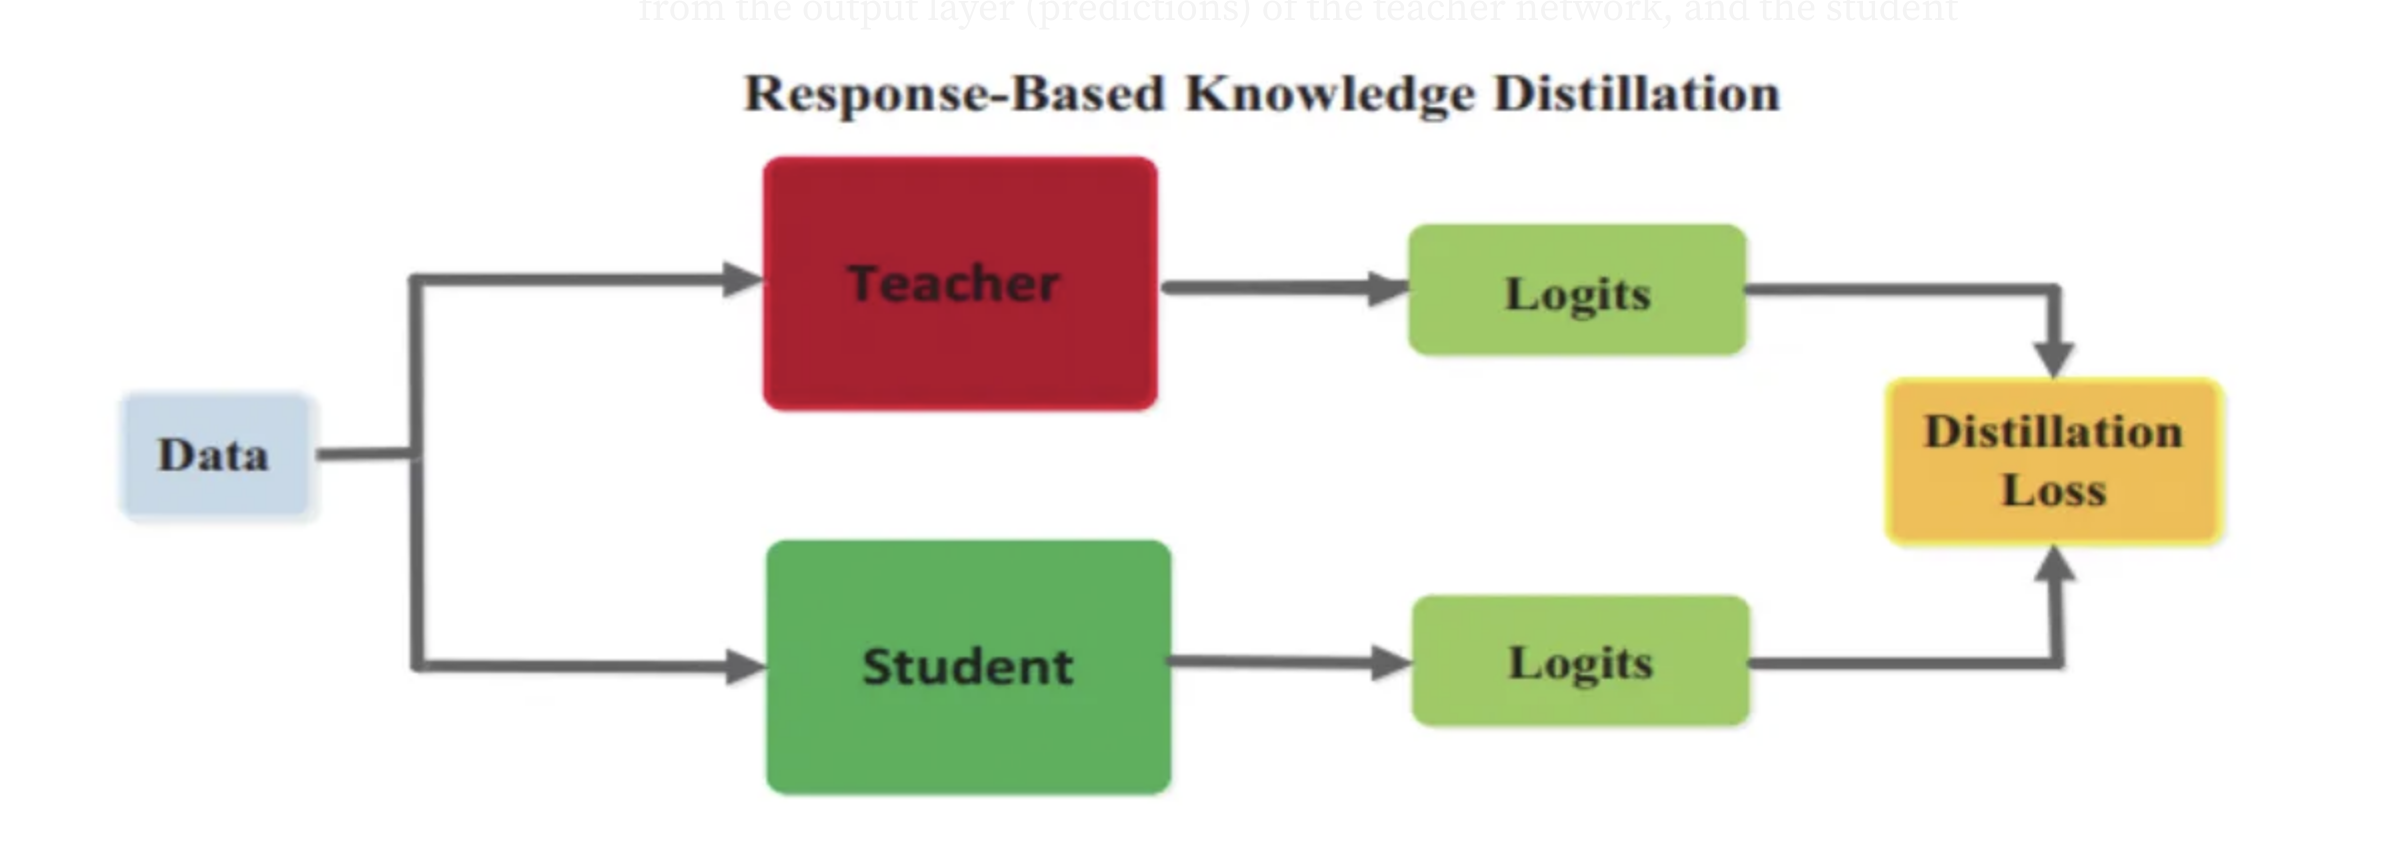 from the output layer (predictions) of the teacher network, and the student
Response-Based Knowledge Distillation
Teacher
Logits
Data
Distillation
Loss
Student
Logits